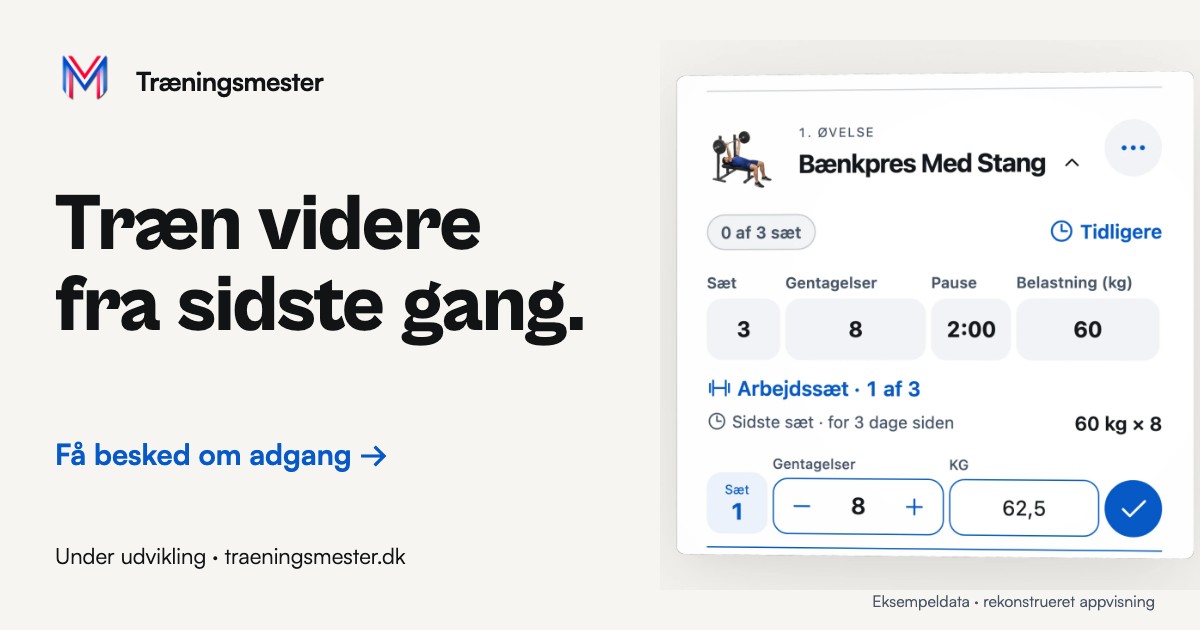 Træningsmester
Træn videre
fra sidste gang.
Få besked om adgang →
Under udvikling · traeningsmester.dk
1. ØVELSE
Bænkpres Med Stang
0 af 3 sæt
Tidligere
Sæt Gentagelser Pause Belastning (kg)
3 8 2:00 60
Arbejdssæt · 1 af 3
Sidste sæt · for 3 dage siden 60 kg × 8
Gentagelser KG
Sæt
1 − 8 + 62,5
Eksempeldata · rekonstrueret appvisning